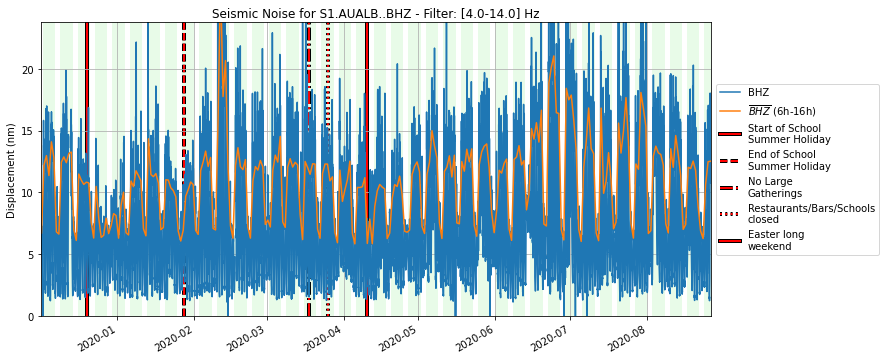 Seismic Noise for S1.AUALB..BHZ - Filter: [4.0-14.0] Hz
Displacement (nm)
20
15
10
5
0
2020-01
2020-02
2020-03
2020-04
2020-05
2020-06
2020-07
2020-08
BHZ
BHZ (6h-16h)
Start of School
Summer Holiday
End of School
Summer Holiday
No Large
Gatherings
Restaurants/Bars/Schools
closed
Easter long
weekend